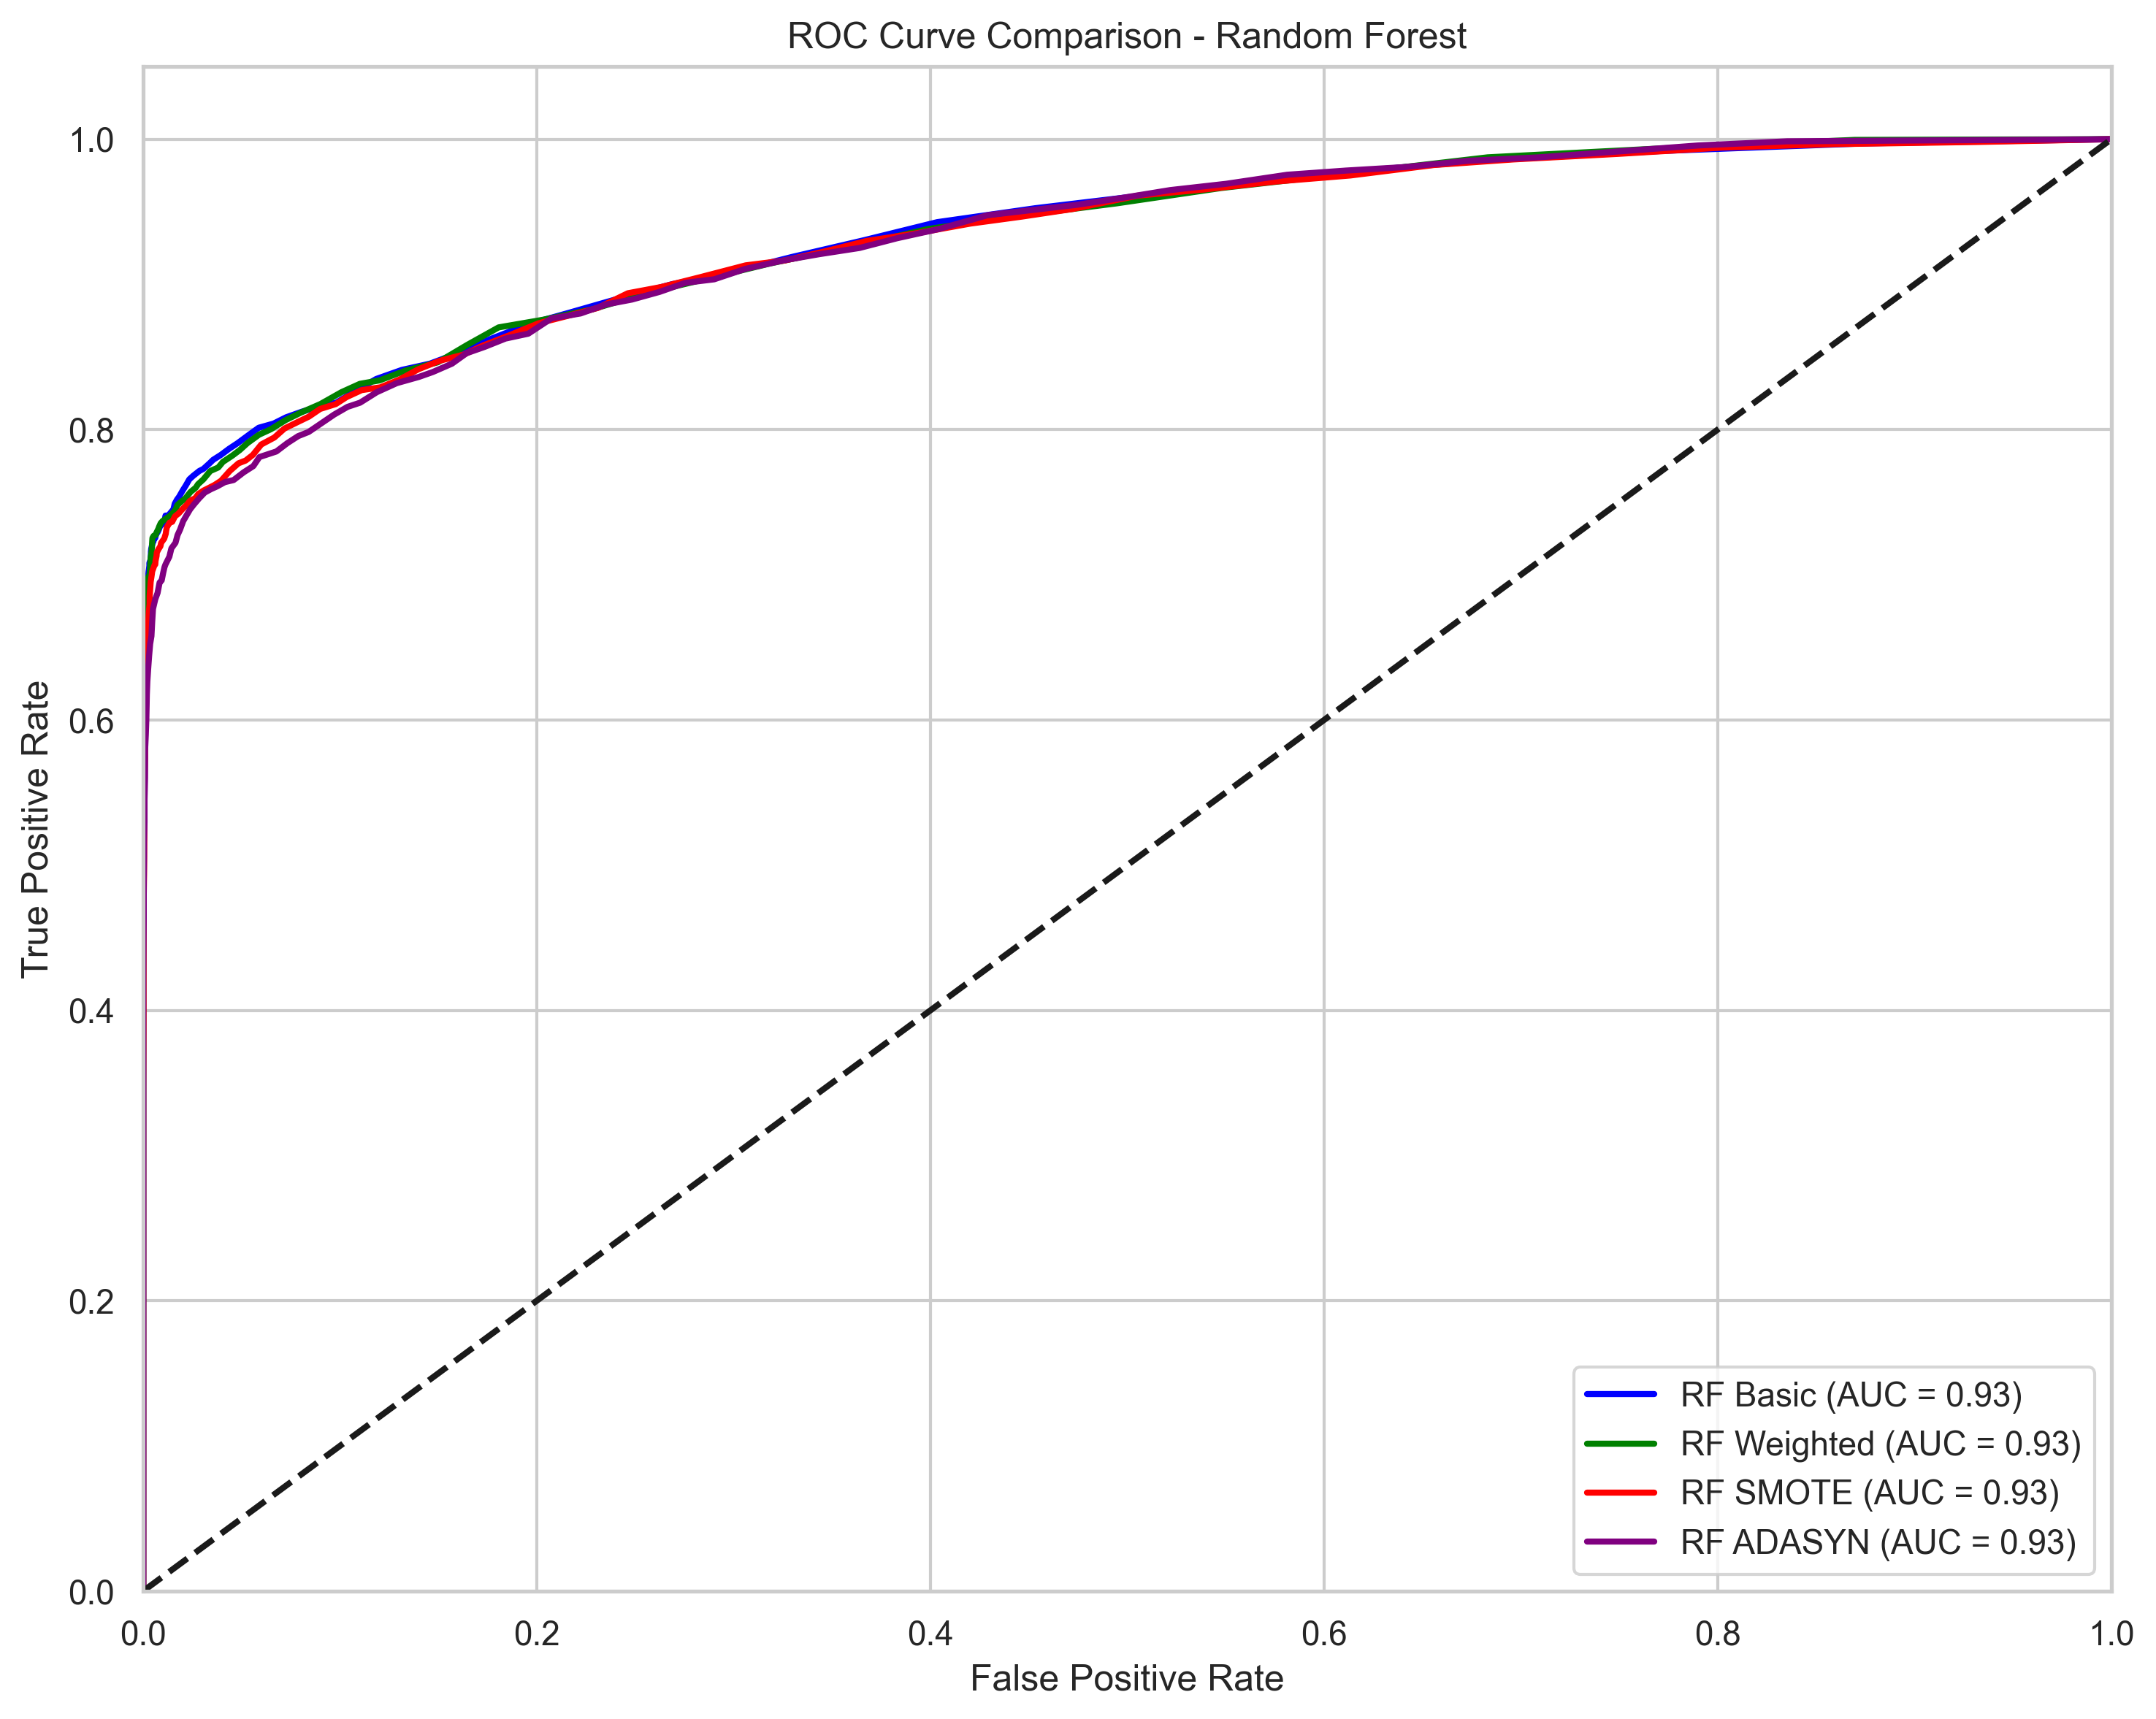 ROC Curve Comparison - Random Forest
True Positive Rate
1.0
0.8
0.6
0.4
0.2
0.0
0.0 0.2 0.4 0.6 0.8 1.0
False Positive Rate
RF Basic (AUC = 0.93)
RF Weighted (AUC = 0.93)
RF SMOTE (AUC = 0.93)
RF ADASYN (AUC = 0.93)